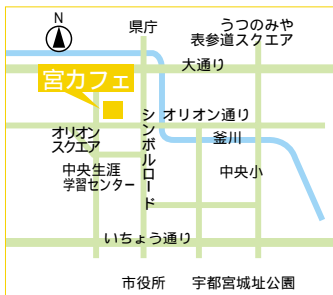 N
県庁
うつのみや
表参道スクエア
大通り
宮カフェ
オリオン通り
シンボルロード
釜川
オリオン
スクエア
中央生涯
学習センター
中央小
いちょう通り
市役所
宇都宮城址公園